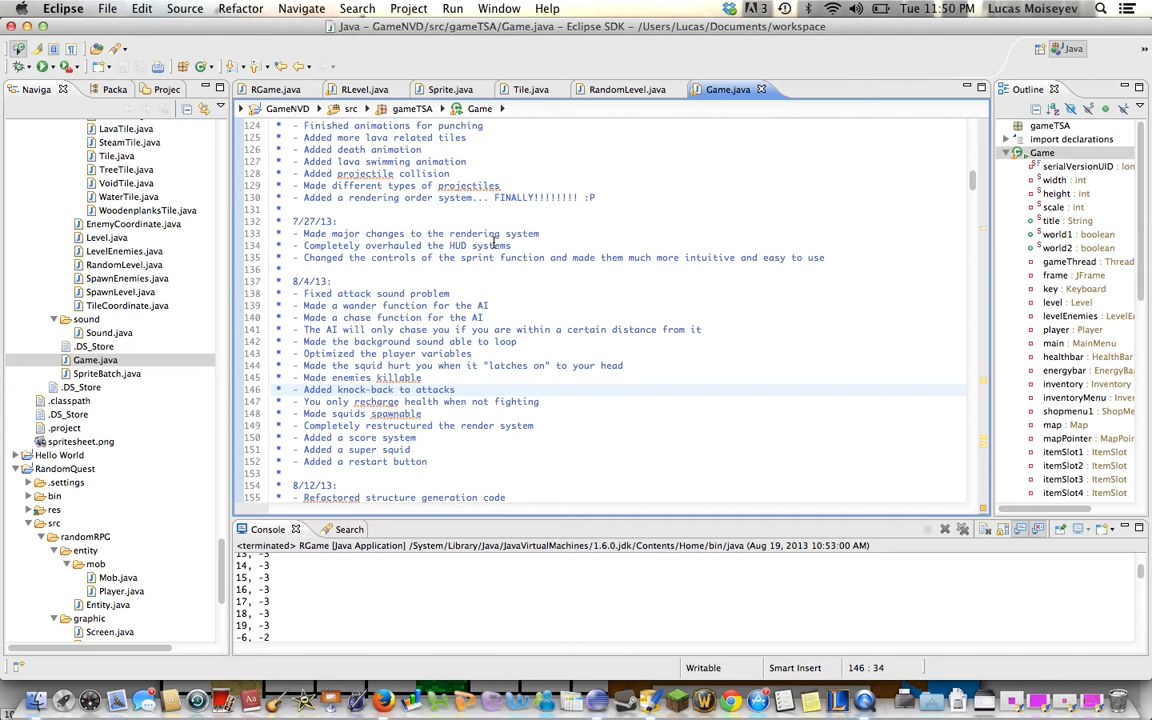 Eclipse File Edit Source Refactor Navigate Search Project Run Window Help 3 Tue 11:50 PM Lucas Moiseyev
Java – GameNVD/src/gameTSA/Game.java – Eclipse SDK – /Users/Lucas/Documents/workspace
Java
Naviga Packa Projec RGame.java RLevel.java Sprite.java Tile.java RandomLevel.java Game.java Outline
GameNVD src gameTSA Game
LavaTile.java
SteamTile.java
Tile.java
TreeTile.java
VoidTile.java
WaterTile.java
WoodenplanksTile.java
EnemyCoordinate.java
Level.java
LevelEnemies.java
RandomLevel.java
SpawnEnemies.java
SpawnLevel.java
TileCoordinate.java
sound
Sound.java
.DS_Store
Game.java
SpriteBatch.java
.DS_Store
.classpath
.DS_Store
.project
spritesheet.png
Hello World
RandomQuest
.settings
bin
res
src
randomRPG
entity
mob
Mob.java
Player.java
Entity.java
graphic
Screen.java
124 * - Finished animations for punching
125 * - Added more lava related tiles
126 * - Added death animation
127 * - Added lava swimming animation
128 * - Added projectile collision
129 * - Made different types of projectiles
130 * - Added a rendering order system... FINALLY!!!!!!!! :P
131 *
132 * 7/27/13:
133 * - Made major changes to the rendering system
134 * - Completely overhauled the HUD systems
135 * - Changed the controls of the sprint function and made them much more intuitive and easy to use
136 *
137 * 8/4/13:
138 * - Fixed attack sound problem
139 * - Made a wander function for the AI
140 * - Made a chase function for the AI
141 * - The AI will only chase you if you are within a certain distance from it
142 * - Made the background sound able to loop
143 * - Optimized the player variables
144 * - Made the squid hurt you when it "latches on" to your head
145 * - Made enemies killable
146 * - Added knock-back to attacks
147 * - You only recharge health when not fighting
148 * - Made squids spawnable
149 * - Completely restructured the render system
150 * - Added a score system
151 * - Added a super squid
152 * - Added a restart button
153 *
154 * 8/12/13:
155 * - Refactored structure generation code
gameTSA
import declarations
Game
serialVersionUID : lon
width : int
height : int
scale : int
title : String
world1 : boolean
world2 : boolean
gameThread : Thread
frame : JFrame
key : Keyboard
level : Level
levelEnemies : LevelEnemies
player : Player
main : MainMenu
healthbar : HealthBar
energybar : EnergyBar
inventory : Inventory
inventoryMenu : Invent
shopmenu1 : ShopMe
map : Map
mapPointer : MapPoint
itemSlot1 : ItemSlot
itemSlot2 : ItemSlot
itemSlot3 : ItemSlot
itemSlot4 : ItemSlot
Console Search
<terminated> RGame [Java Application] /System/Library/Java/JavaVirtualMachines/1.6.0.jdk/Contents/Home/bin/java (Aug 19, 2013 10:53:00 AM)
13, -3
14, -3
15, -3
16, -3
17, -3
18, -3
19, -3
-6, -2
Writable Smart Insert 146 : 34